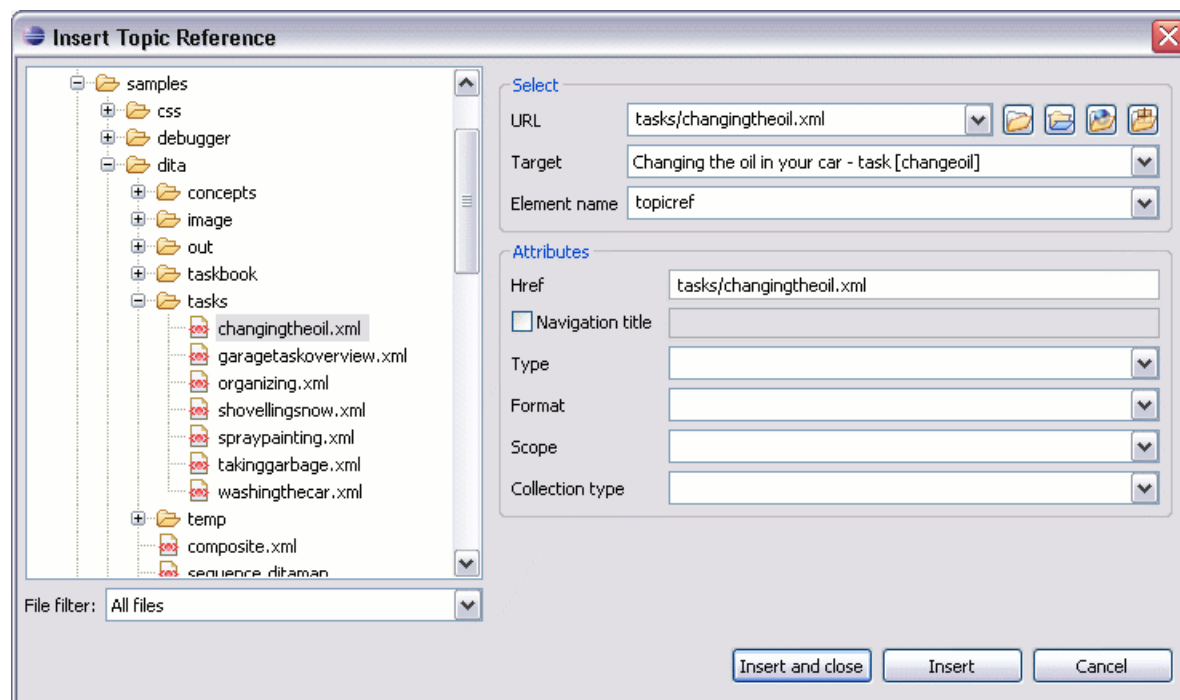 Insert Topic Reference
samples
css
debugger
dita
concepts
image
out
taskbook
tasks
changingtheoil.xml
garagetaskoverview.xml
organizing.xml
shovellingsnow.xml
spraypainting.xml
takinggarbage.xml
washingthecar.xml
temp
composite.xml
sequence.ditamap
File filter: All files
Select
URL tasks/changingtheoil.xml
Target Changing the oil in your car - task [changeoil]
Element name topicref
Attributes
Href tasks/changingtheoil.xml
Navigation title
Type
Format
Scope
Collection type
Insert and close Insert Cancel